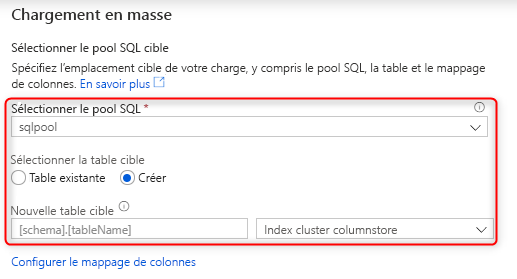 Chargement en masse
Sélectionner le pool SQL cible
Spécifiez l'emplacement cible de votre charge, y compris le pool SQL, la table et le mappage
de colonnes. En savoir plus
Sélectionner le pool SQL *
sqlpool
Sélectionner la table cible
Table existante Créer
Nouvelle table cible
[schema].[tableName] Index cluster columnstore
Configurer le mappage de colonnes